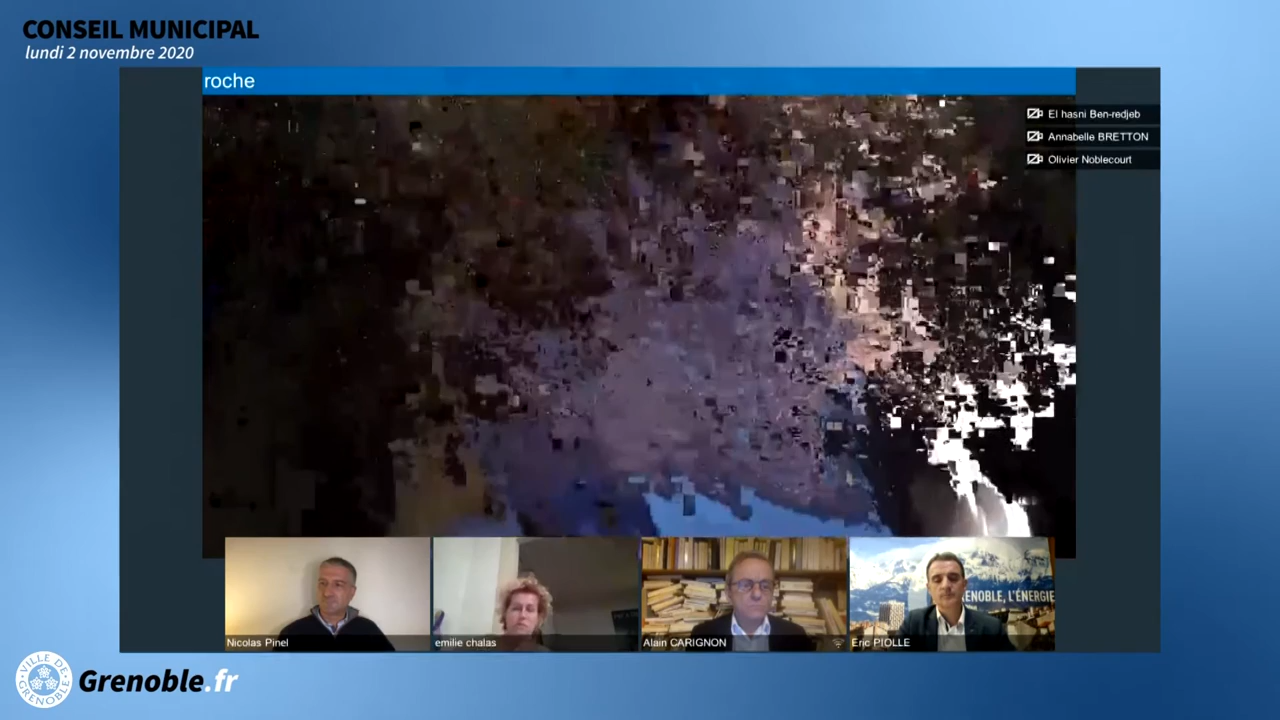 CONSEIL MUNICIPAL
lundi 2 novembre 2020
roche
El hasni Ben-redjeb
Annabelle BRETTON
Olivier Noblecourt
ENOBLE, L'ÉNERGIE
Nicolas Pinel
emilie chalas
Alain CARIGNON
Eric PIOLLE
VILLE DE GRENOBLE
Grenoble.fr